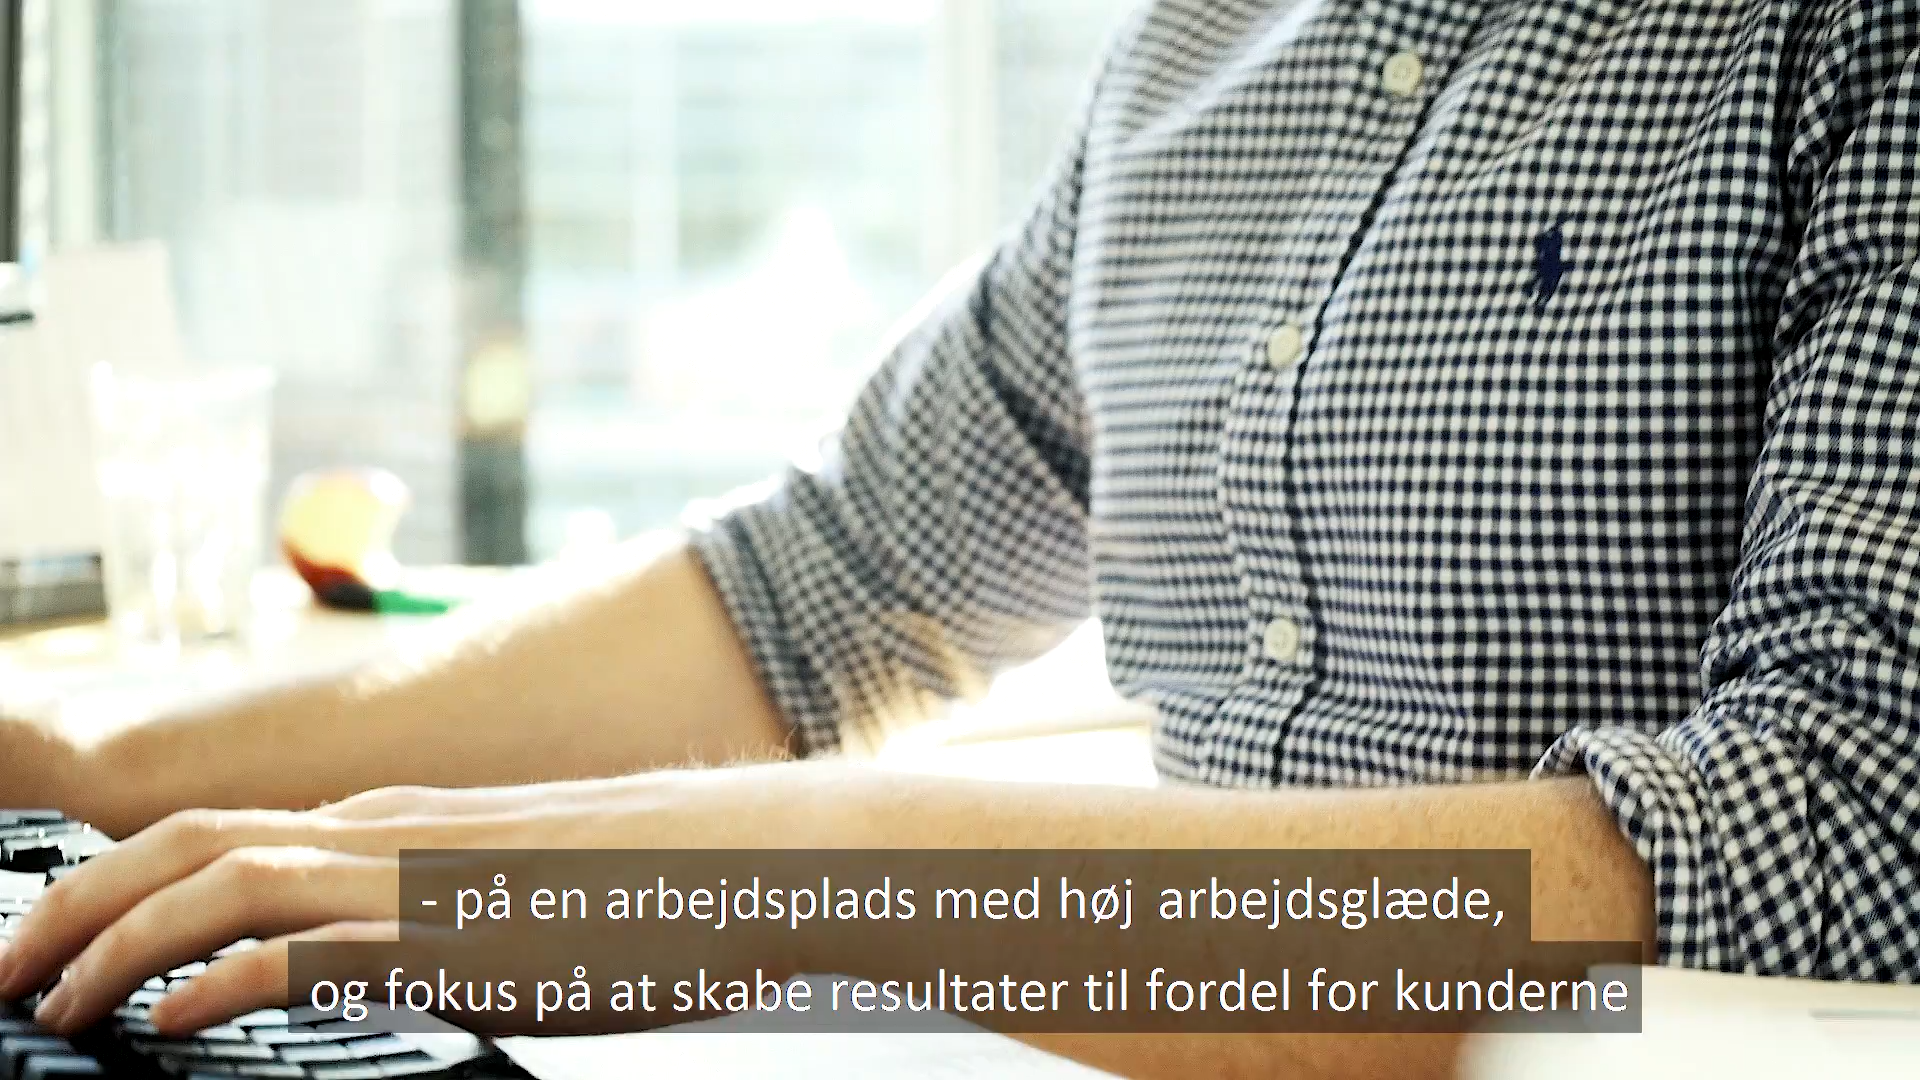 - på en arbejdsplads med høj arbejdsglæde,
og fokus på at skabe resultater til fordel for kunderne